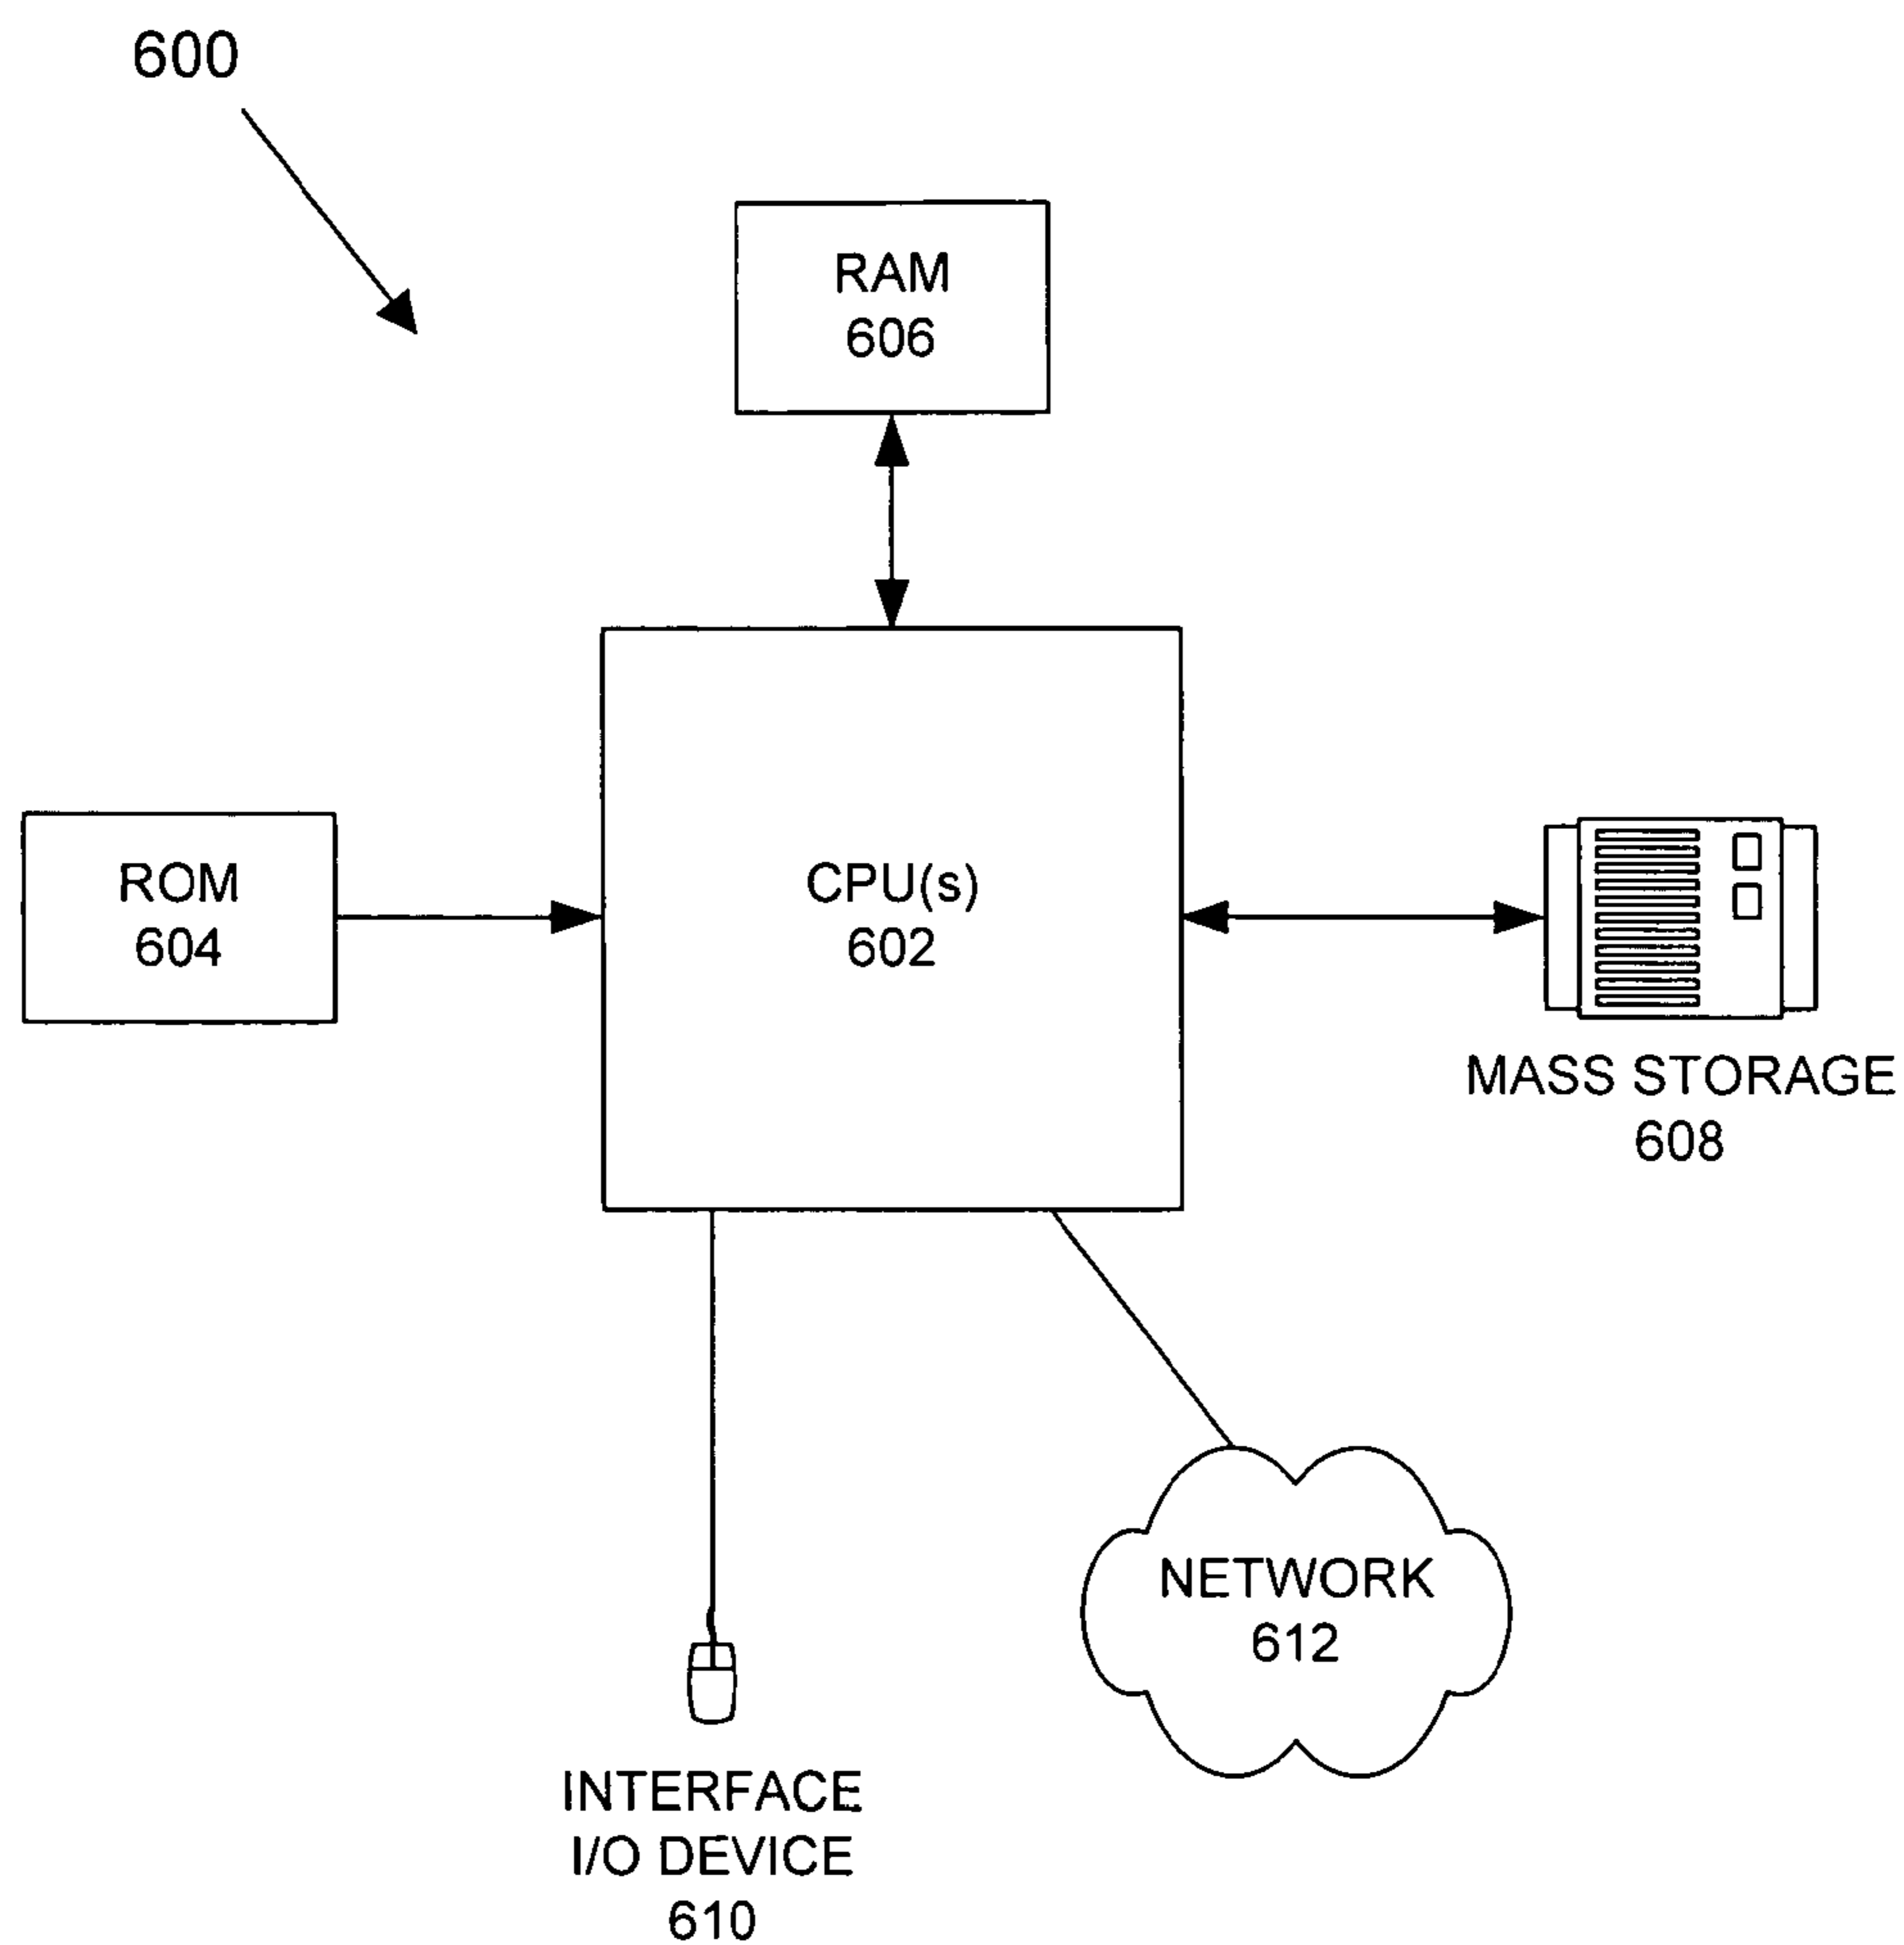 600
RAM
606
ROM
604
CPU(s)
602
MASS STORAGE
608
NETWORK
612
INTERFACE
I/O DEVICE
610